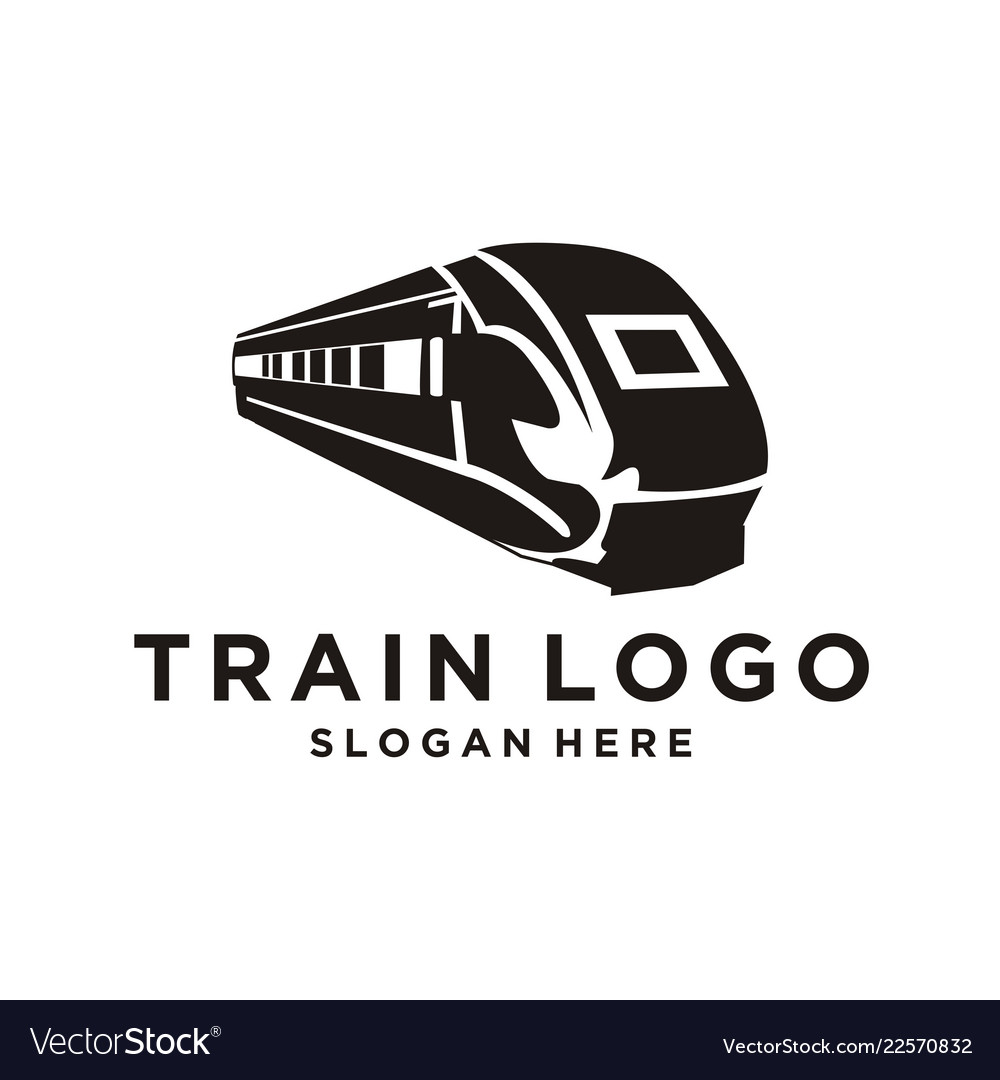 TRAIN LOGO
SLOGAN HERE
VectorStock®
VectorStock.com/22570832